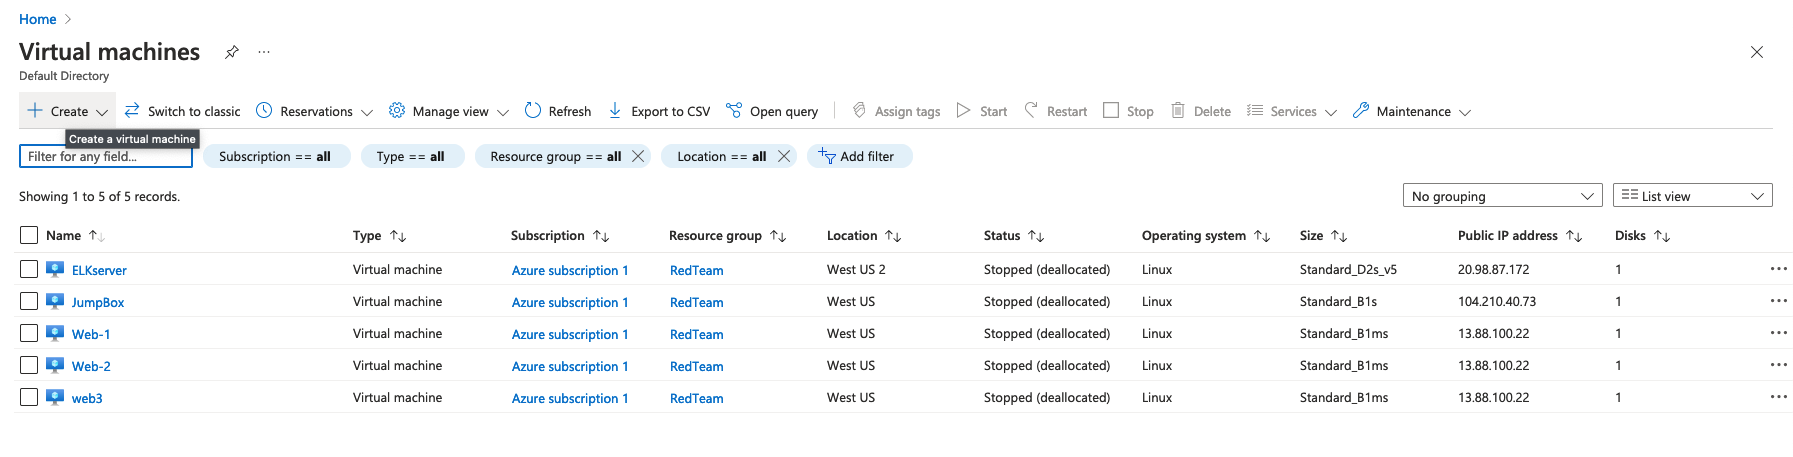 Home
Virtual machines
Default Directory
Create Switch to classic Reservations Manage view Refresh Export to CSV Open query Assign tags Start Restart Stop Delete Services Maintenance
Create a virtual machine
Filter for any field... Subscription == all Type == all Resource group == all Location == all Add filter
Showing 1 to 5 of 5 records. No grouping List view
Name Type Subscription Resource group Location Status Operating system Size Public IP address Disks
ELKserver Virtual machine Azure subscription 1 RedTeam West US 2 Stopped (deallocated) Linux Standard_D2s_v5 20.98.87.172 1
JumpBox Virtual machine Azure subscription 1 RedTeam West US Stopped (deallocated) Linux Standard_B1s 104.210.40.73 1
Web-1 Virtual machine Azure subscription 1 RedTeam West US Stopped (deallocated) Linux Standard_B1ms 13.88.100.22 1
Web-2 Virtual machine Azure subscription 1 RedTeam West US Stopped (deallocated) Linux Standard_B1ms 13.88.100.22 1
web3 Virtual machine Azure subscription 1 RedTeam West US Stopped (deallocated) Linux Standard_B1ms 13.88.100.22 1